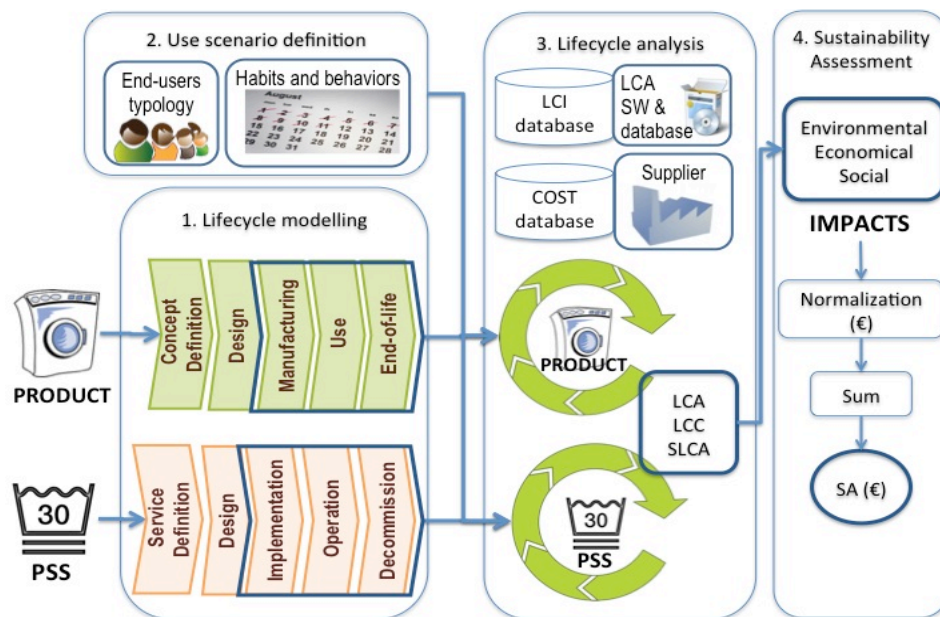 2. Use scenario definition
End-users
typology
Habits and behaviors
August
1. Lifecycle modelling
PRODUCT
Concept
Definition
Design
Manufacturing
Use
End-of-life
30
PSS
Service
Definition
Design
Implementation
Operation
Decommission
3. Lifecycle analysis
LCI
database
LCA
SW &
database
COST
database
Supplier
PRODUCT
LCA
LCC
SLCA
30
PSS
4. Sustainability
Assessment
Environmental
Economical
Social
IMPACTS
Normalization
(€)
Sum
SA (€)